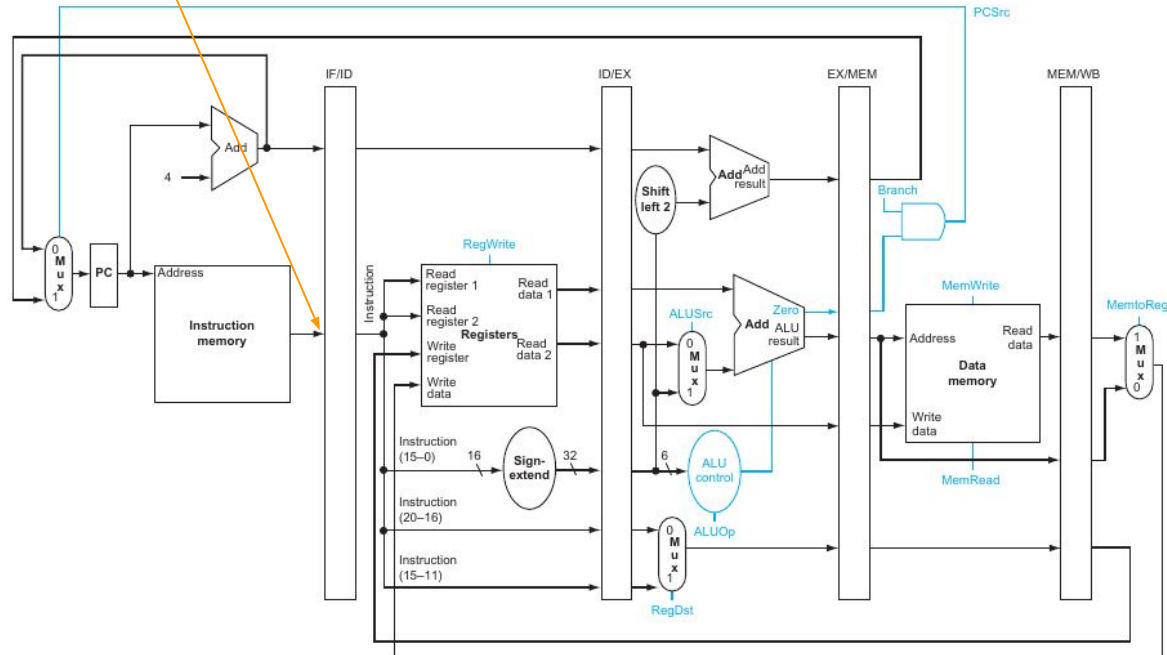 PCSrc
IF/ID
ID/EX
EX/MEM
MEM/WB
Add
4
Shift
left 2
Add Add
result
Branch
0
M
u
x
1
PC
Address
Instruction
memory
Instruction
RegWrite
Read
register 1
Read
register 2
Registers
Write
register
Write
data
Read
data 1
Read
data 2
ALUSrc
0
M
u
x
1
Zero
Add ALU
result
MemWrite
Address
Read
data
Data
memory
Write
data
MemRead
MemtoReg
1
M
u
x
0
Instruction
(15–0)
16
Sign-
extend
32
6
ALU
control
ALUOp
Instruction
(20–16)
Instruction
(15–11)
0
M
u
x
1
RegDst